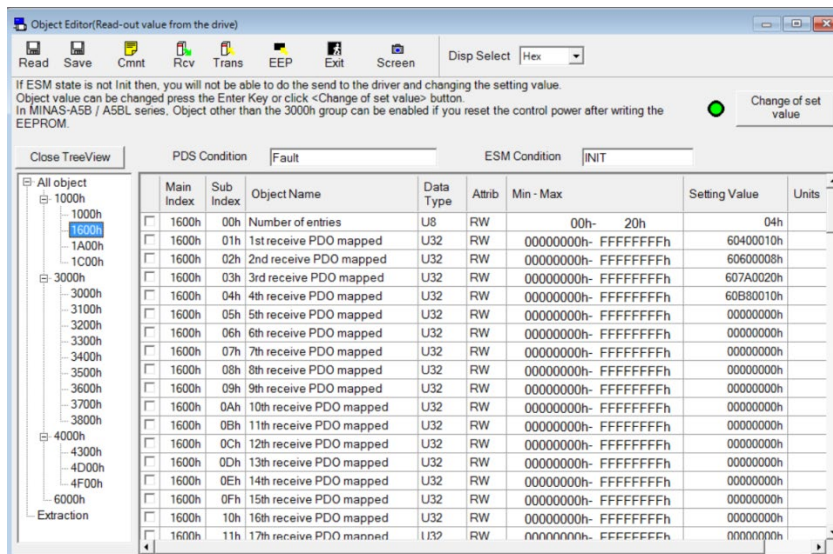 Object Editor(Read-out value from the drive)
Read Save Cmnt Rcv Trans EEP Exit Screen Disp Select Hex
If ESM state is not Init then, you will not be able to do the send to the driver and changing the setting value.
Object value can be changed press the Enter Key or click <Change of set value> button.
In MINAS-A5B / A5BL series, Object other than the 3000h group can be enabled if you reset the control power after writing the
EEPROM.
Change of set
value
Close TreeView PDS Condition Fault ESM Condition INIT
All object
1000h
1000h
1600h
1A00h
1C00h
3000h
3000h
3100h
3200h
3300h
3400h
3500h
3600h
3700h
3800h
4000h
4300h
4D00h
4F00h
6000h
Extraction
Main Index Sub Index Object Name Data Type Attrib Min - Max Setting Value Units
1600h 00h Number of entries U8 RW 00h- 20h 04h
1600h 01h 1st receive PDO mapped U32 RW 00000000h- FFFFFFFFh 60400010h
1600h 02h 2nd receive PDO mapped U32 RW 00000000h- FFFFFFFFh 60600008h
1600h 03h 3rd receive PDO mapped U32 RW 00000000h- FFFFFFFFh 607A0020h
1600h 04h 4th receive PDO mapped U32 RW 00000000h- FFFFFFFFh 60B80010h
1600h 05h 5th receive PDO mapped U32 RW 00000000h- FFFFFFFFh 00000000h
1600h 06h 6th receive PDO mapped U32 RW 00000000h- FFFFFFFFh 00000000h
1600h 07h 7th receive PDO mapped U32 RW 00000000h- FFFFFFFFh 00000000h
1600h 08h 8th receive PDO mapped U32 RW 00000000h- FFFFFFFFh 00000000h
1600h 09h 9th receive PDO mapped U32 RW 00000000h- FFFFFFFFh 00000000h
1600h 0Ah 10th receive PDO mapped U32 RW 00000000h- FFFFFFFFh 00000000h
1600h 0Bh 11th receive PDO mapped U32 RW 00000000h- FFFFFFFFh 00000000h
1600h 0Ch 12th receive PDO mapped U32 RW 00000000h- FFFFFFFFh 00000000h
1600h 0Dh 13th receive PDO mapped U32 RW 00000000h- FFFFFFFFh 00000000h
1600h 0Eh 14th receive PDO mapped U32 RW 00000000h- FFFFFFFFh 00000000h
1600h 0Fh 15th receive PDO mapped U32 RW 00000000h- FFFFFFFFh 00000000h
1600h 10h 16th receive PDO mapped U32 RW 00000000h- FFFFFFFFh 00000000h
1600h 11h 17th receive PDO mapped U32 RW 00000000h- FFFFFFFFh 00000000h